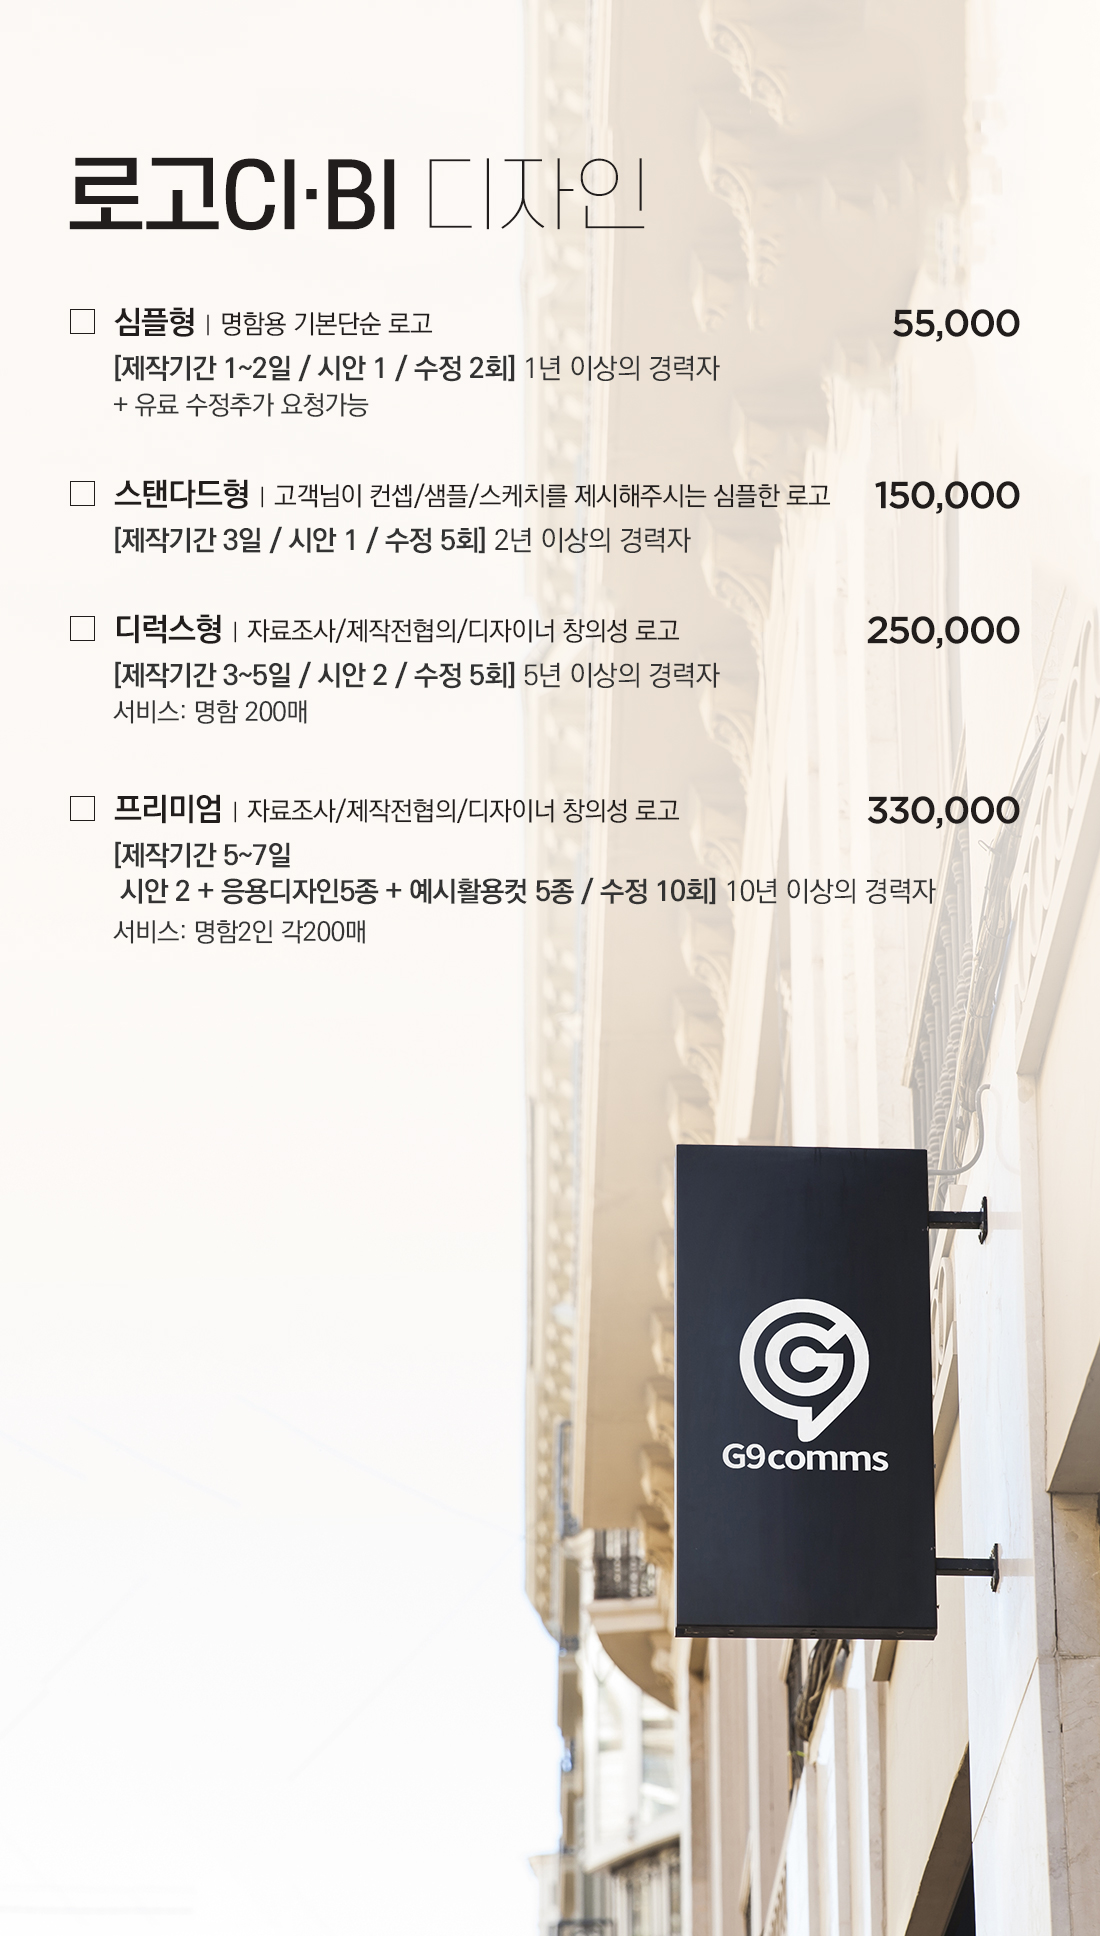 로고CI·BI 디자인
□ 심플형 | 명함용 기본단순 로고 55,000
[제작기간 1~2일 / 시안 1 / 수정 2회] 1년 이상의 경력자
+ 유료 수정추가 요청가능
□ 스탠다드형 | 고객님이 컨셉/샘플/스케치를 제시해주시는 심플한 로고 150,000
[제작기간 3일 / 시안 1 / 수정 5회] 2년 이상의 경력자
□ 디럭스형 | 자료조사/제작전협의/디자이너 창의성 로고 250,000
[제작기간 3~5일 / 시안 2 / 수정 5회] 5년 이상의 경력자
서비스: 명함 200매
□ 프리미엄 | 자료조사/제작전협의/디자이너 창의성 로고 330,000
[제작기간 5~7일
시안 2 + 응용디자인5종 + 예시활용컷 5종 / 수정 10회] 10년 이상의 경력자
서비스: 명함2인 각200매
G9comms